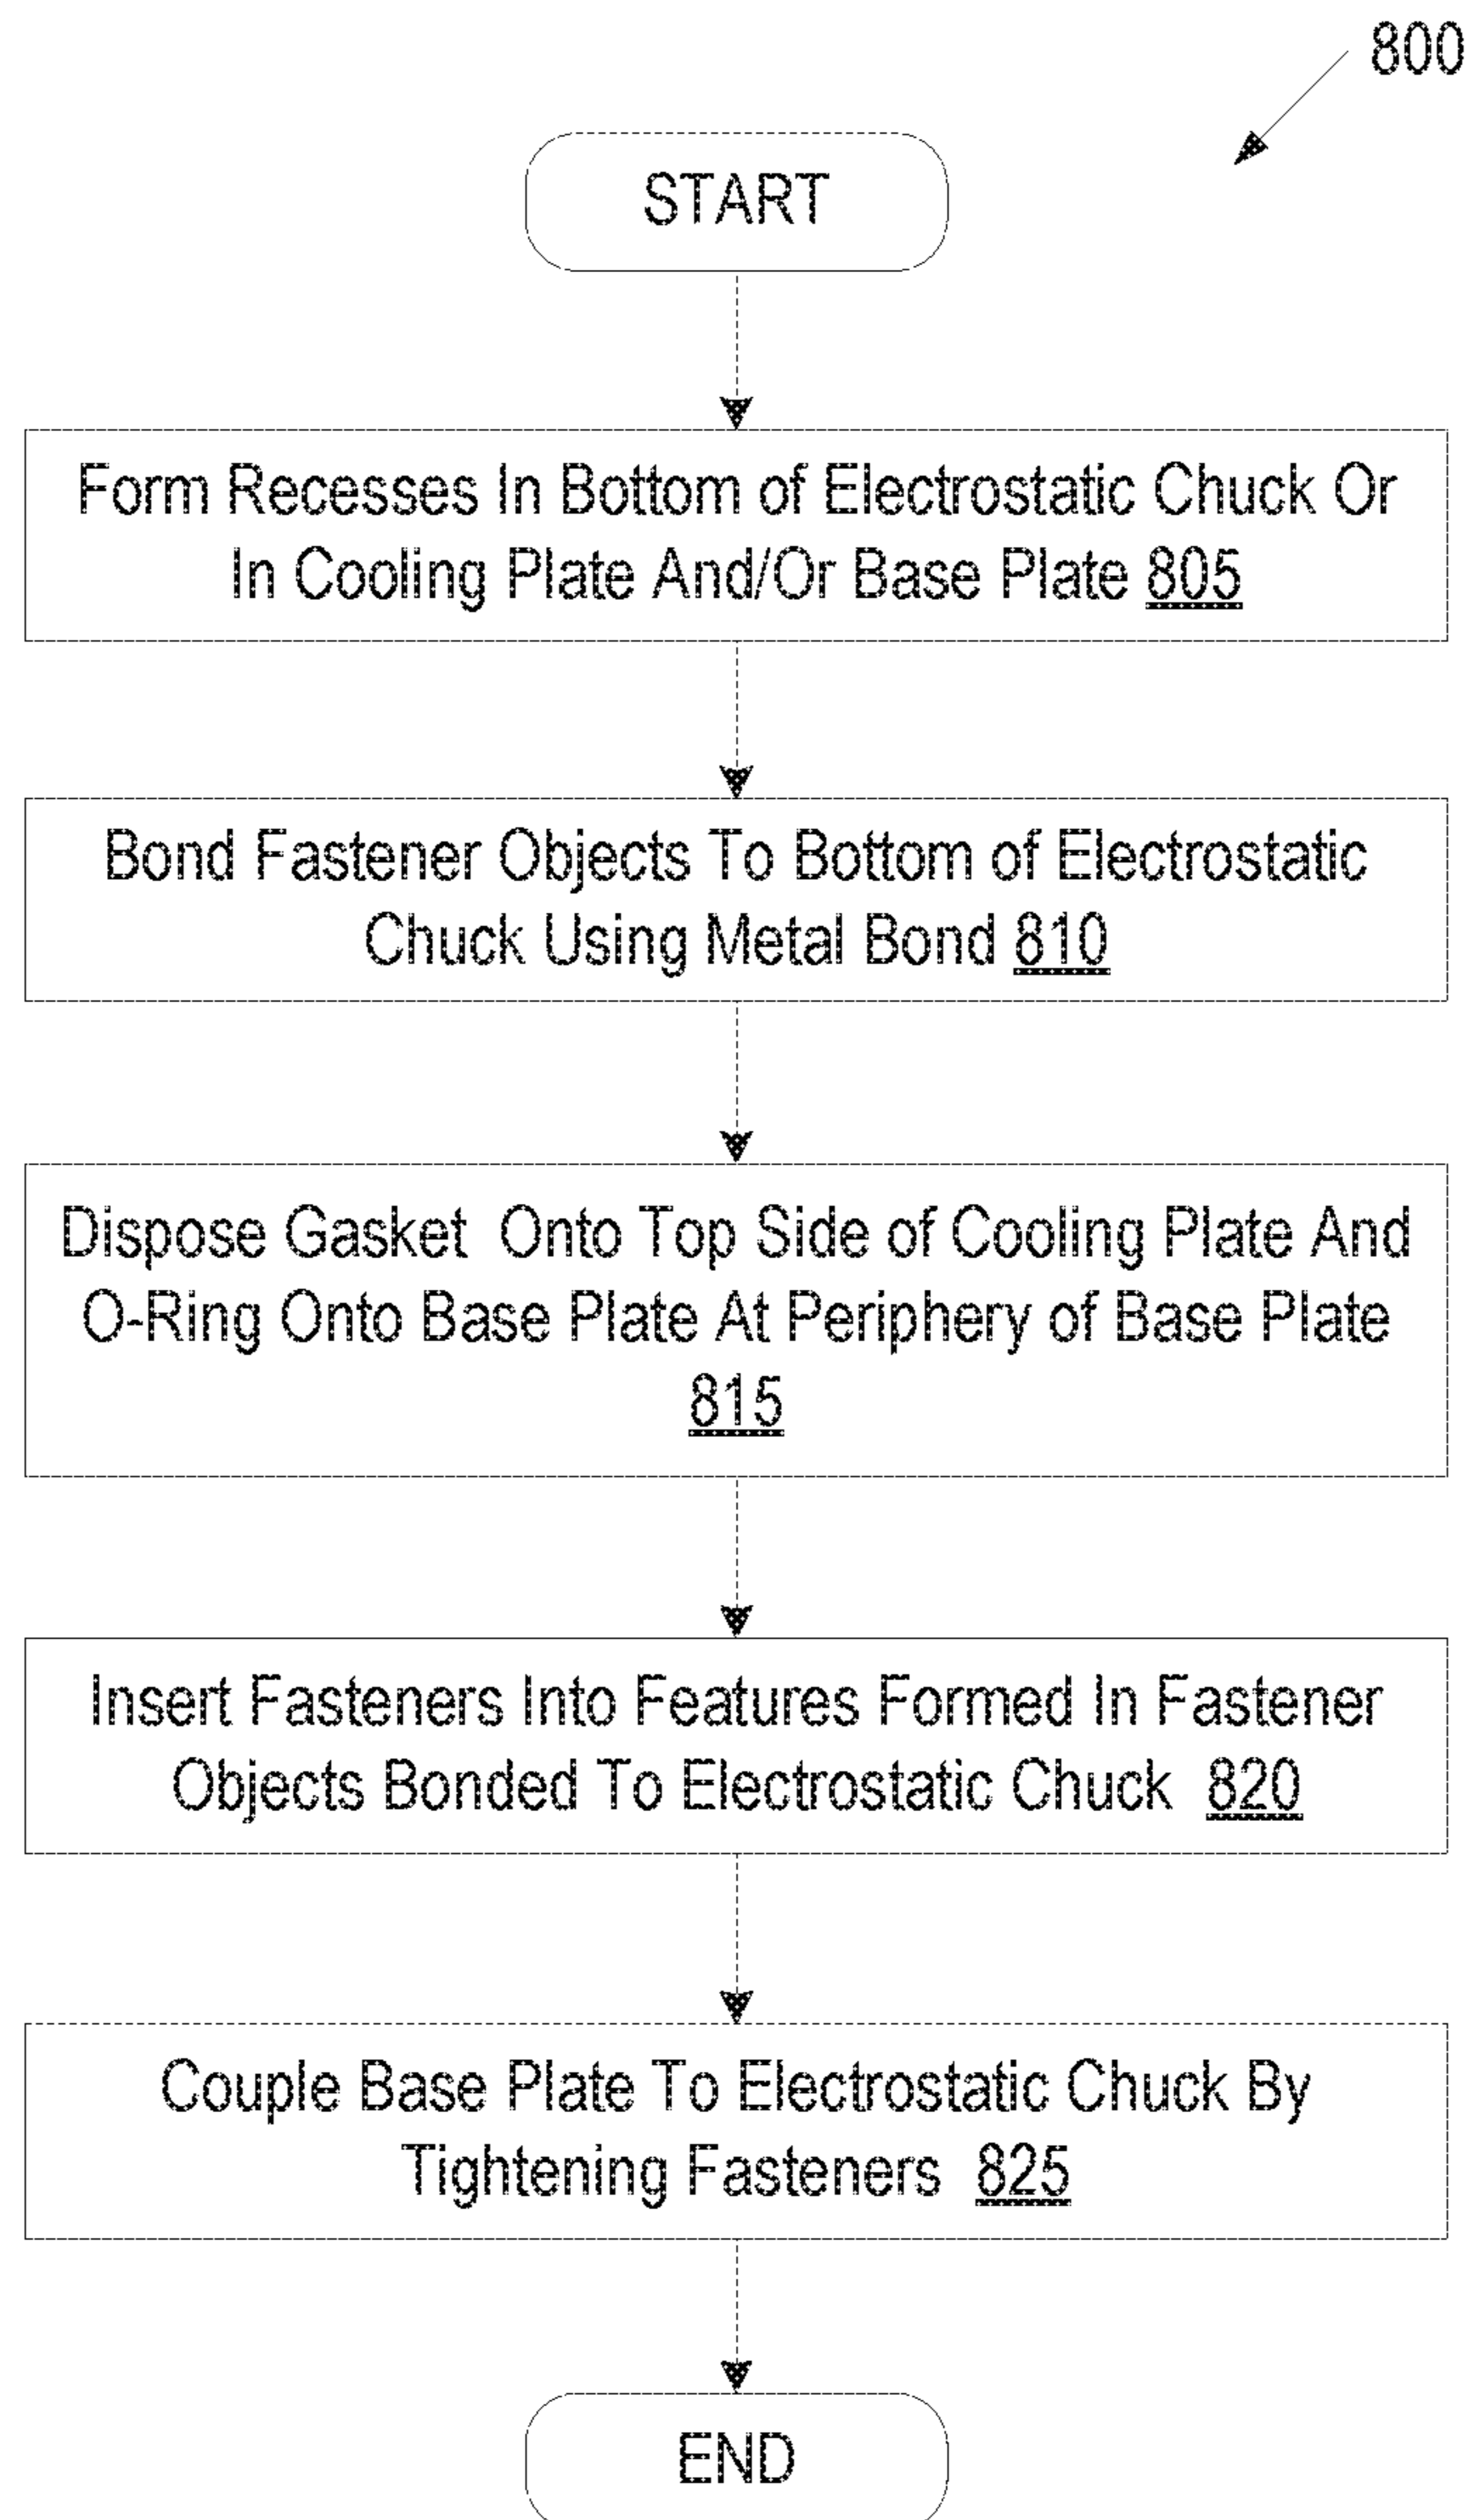 800
START
Form Recesses In Bottom of Electrostatic Chuck Or
In Cooling Plate And/Or Base Plate 805
Bond Fastener Objects To Bottom of Electrostatic
Chuck Using Metal Bond 810
Dispose Gasket Onto Top Side of Cooling Plate And
O-Ring Onto Base Plate At Periphery of Base Plate
815
Insert Fasteners Into Features Formed In Fastener
Objects Bonded To Electrostatic Chuck 820
Couple Base Plate To Electrostatic Chuck By
Tightening Fasteners 825
END